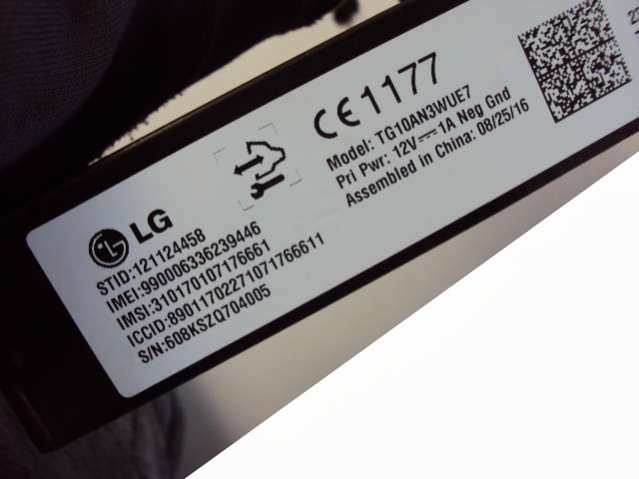 LG
STID:121124458
IMEI:990006336239446
IMSI:310170107176661
ICCID:89011702271071766611
S/N:608KSZQ704005
CE1177
Model: TG10AN3WUE7
Pri Pwr: 12V⎓1A Neg Gnd
Assembled in China: 08/25/16